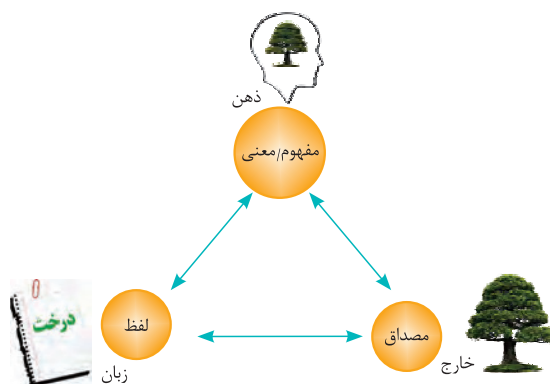 ذهن
مفهوم/معنی
درخت
لفظ
زبان
مصداق
خارج